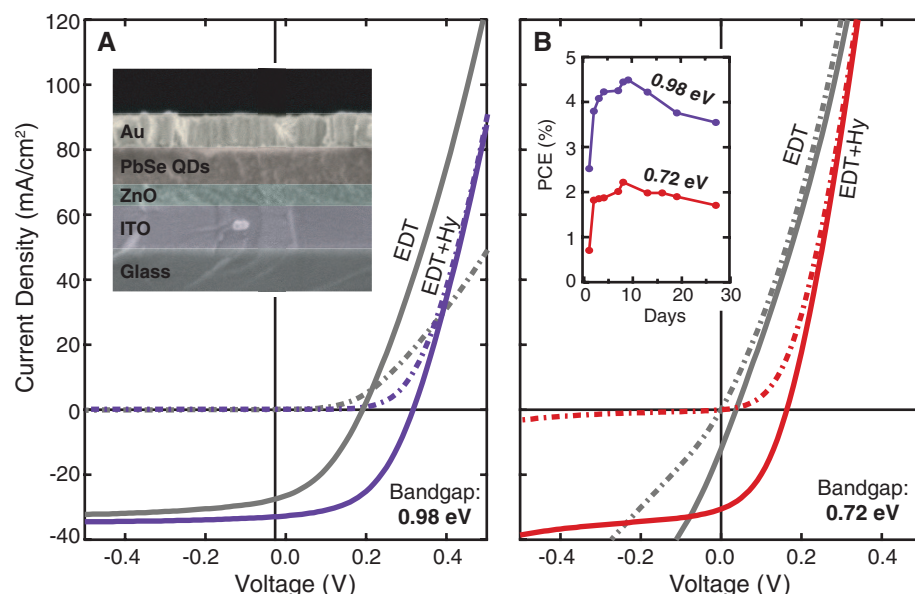 A
Current Density (mA/cm²)
120
100
80
60
40
20
0
-20
-40
Au
PbSe QDs
ZnO
ITO
Glass
EDT
EDT+Hy
Bandgap:
0.98 eV
-0.4
-0.2
0.0
0.2
0.4
Voltage (V)
B
PCE (%)
5
4
3
2
1
0
0.98 eV
0.72 eV
0
10
20
30
Days
EDT
EDT+Hy
Bandgap:
0.72 eV
-0.4
-0.2
0.0
0.2
0.4
Voltage (V)